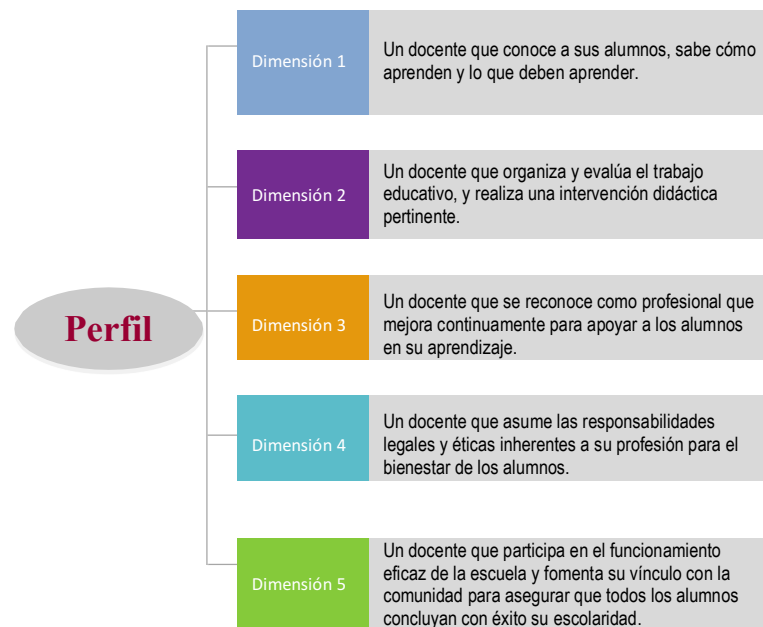 Perfil
Dimensión 1
Un docente que conoce a sus alumnos, sabe cómo
aprenden y lo que deben aprender.
Dimensión 2
Un docente que organiza y evalúa el trabajo
educativo, y realiza una intervención didáctica
pertinente.
Dimensión 3
Un docente que se reconoce como profesional que
mejora continuamente para apoyar a los alumnos
en su aprendizaje.
Dimensión 4
Un docente que asume las responsabilidades
legales y éticas inherentes a su profesión para el
bienestar de los alumnos.
Dimensión 5
Un docente que participa en el funcionamiento
eficaz de la escuela y fomenta su vínculo con la
comunidad para asegurar que todos los alumnos
concluyan con éxito su escolaridad.